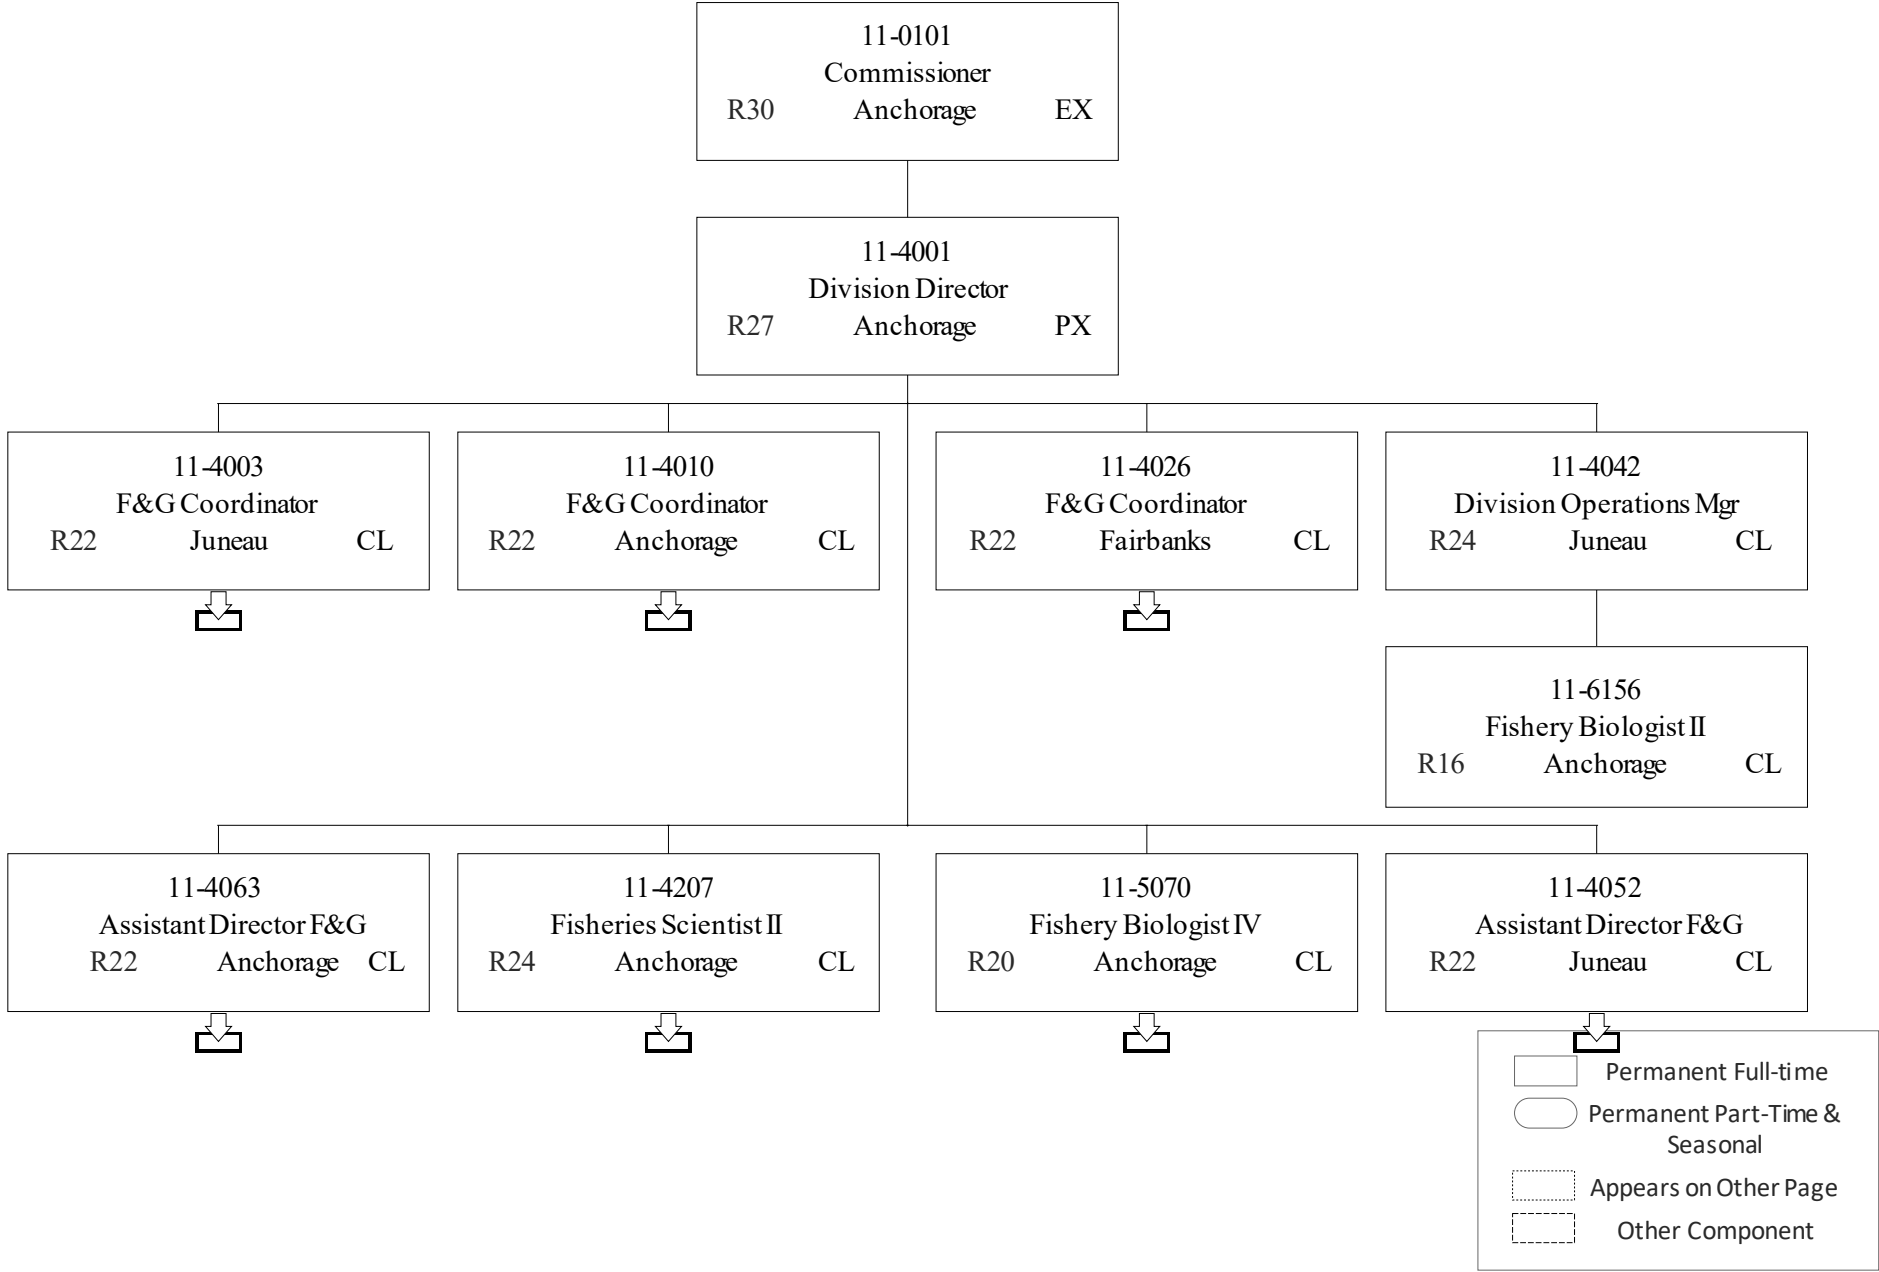 11-0101
Commissioner
R30 Anchorage EX
11-4001
Division Director
R27 Anchorage PX
11-4003
F&G Coordinator
R22 Juneau CL
11-4010
F&G Coordinator
R22 Anchorage CL
11-4026
F&G Coordinator
R22 Fairbanks CL
11-4042
Division Operations Mgr
R24 Juneau CL
11-6156
Fishery Biologist II
R16 Anchorage CL
11-4063
Assistant Director F&G
R22 Anchorage CL
11-4207
Fisheries Scientist II
R24 Anchorage CL
11-5070
Fishery Biologist IV
R20 Anchorage CL
11-4052
Assistant Director F&G
R22 Juneau CL
Permanent Full-time
Permanent Part-Time &
Seasonal
Appears on Other Page
Other Component